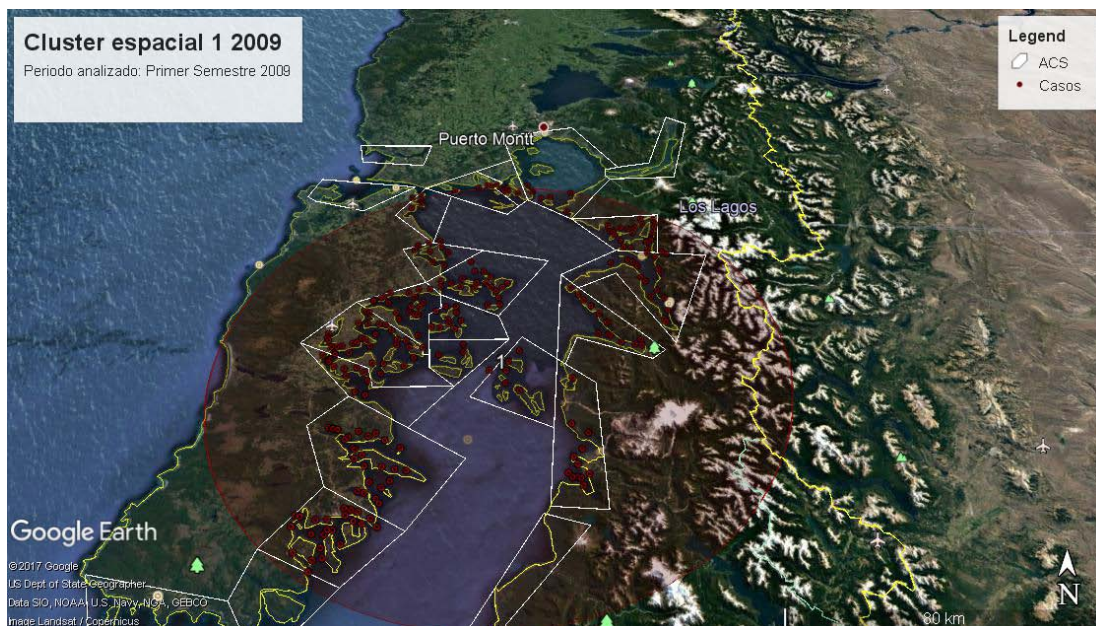 Cluster espacial 1 2009
Periodo analizado: Primer Semestre 2009
Legend
ACS
Casos
Puerto Montt
Los Lagos
1
Google Earth
©2017 Google
US Dept of State Geographer
Data SIO, NOAA, U.S. Navy, NGA, GEBCO
Image Landsat / Copernicus
N
80 km